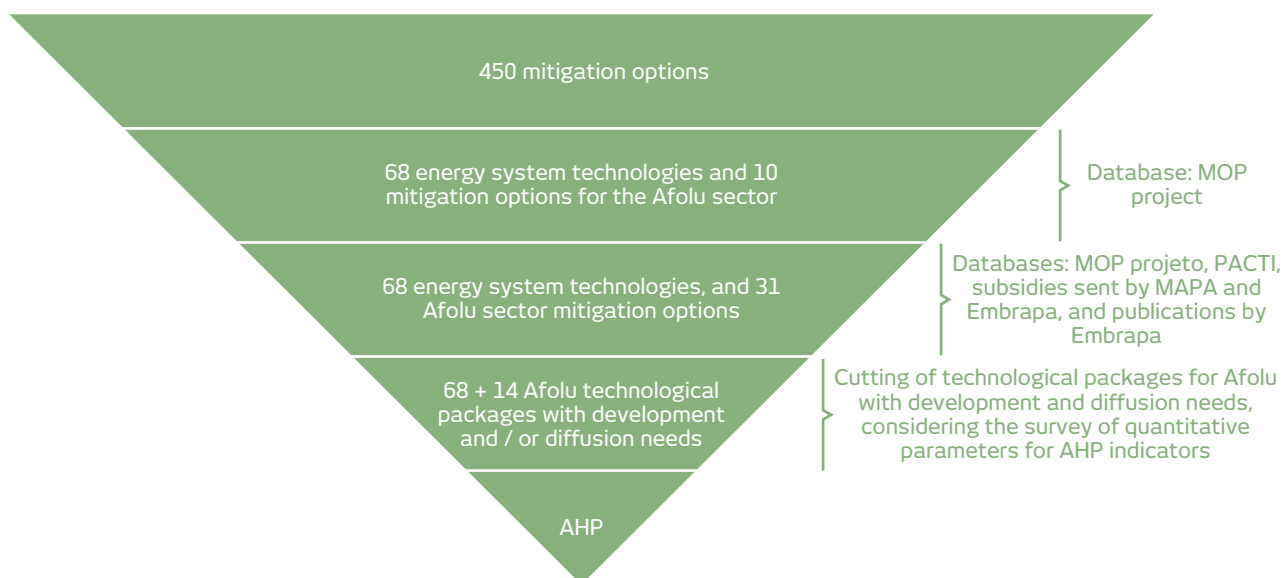 450 mitigation options
68 energy system technologies and 10
mitigation options for the Afolu sector
Database: MOP
project
68 energy system technologies, and 31
Afolu sector mitigation options
Databases: MOP projeto, PACTI,
subsidies sent by MAPA and
Embrapa, and publications by
Embrapa
68 + 14 Afolu technological
packages with development
and / or diffusion needs
Cutting of technological packages for Afolu
with development and diffusion needs,
considering the survey of quantitative
parameters for AHP indicators
AHP